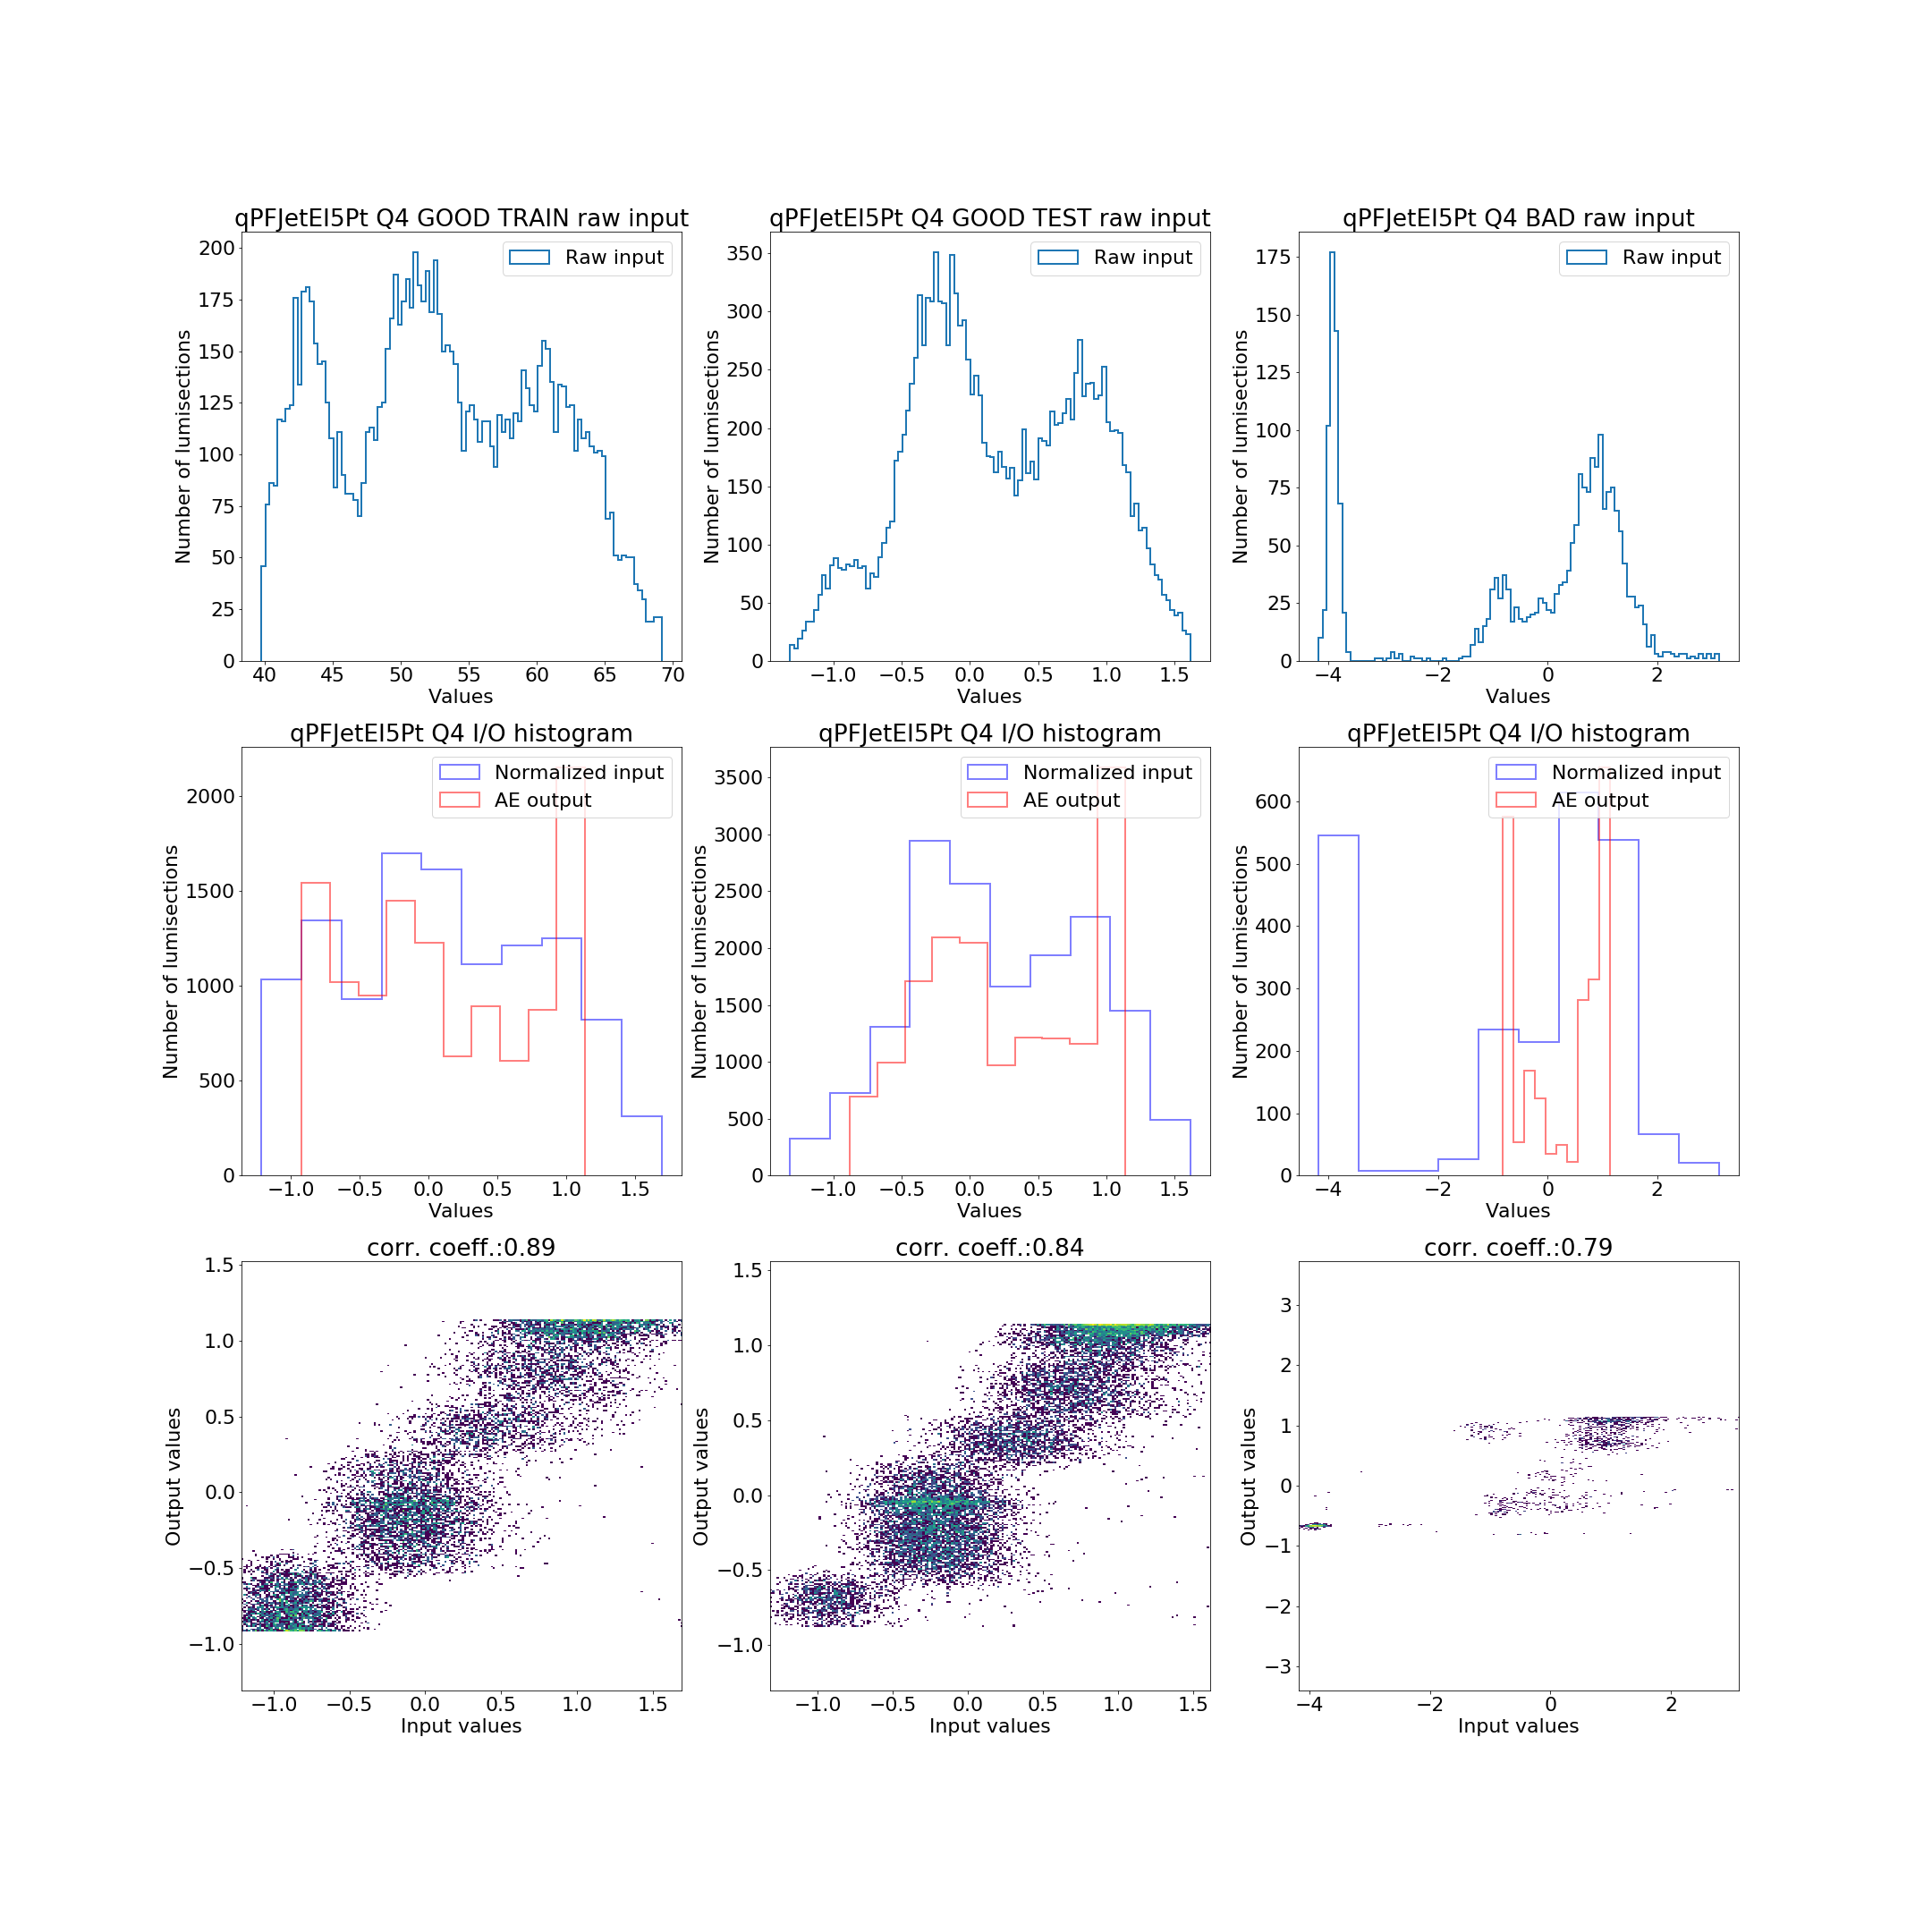 qPFJetEI5Pt Q4 GOOD TRAIN raw input
Raw input
Number of lumisections
200
175
150
125
100
75
50
25
0
40 45 50 55 60 65 70
Values
qPFJetEI5Pt Q4 GOOD TEST raw input
Raw input
Number of lumisections
350
300
250
200
150
100
50
0
−1.0 −0.5 0.0 0.5 1.0 1.5
Values
qPFJetEI5Pt Q4 BAD raw input
Raw input
Number of lumisections
175
150
125
100
75
50
25
0
−4 −2 0 2
Values
qPFJetEI5Pt Q4 I/O histogram
Normalized input
AE output
Number of lumisections
2000
1500
1000
500
0
−1.0 −0.5 0.0 0.5 1.0 1.5
Values
qPFJetEI5Pt Q4 I/O histogram
Normalized input
AE output
Number of lumisections
3500
3000
2500
2000
1500
1000
500
0
−1.0 −0.5 0.0 0.5 1.0 1.5
Values
qPFJetEI5Pt Q4 I/O histogram
Normalized input
AE output
Number of lumisections
600
500
400
300
200
100
0
−4 −2 0 2
Values
corr. coeff.:0.89
Output values
1.5
1.0
0.5
0.0
−0.5
−1.0
−1.0 −0.5 0.0 0.5 1.0 1.5
Input values
corr. coeff.:0.84
Output values
1.5
1.0
0.5
0.0
−0.5
−1.0
−1.0 −0.5 0.0 0.5 1.0 1.5
Input values
corr. coeff.:0.79
Output values
3
2
1
0
−1
−2
−3
−4 −2 0 2
Input values